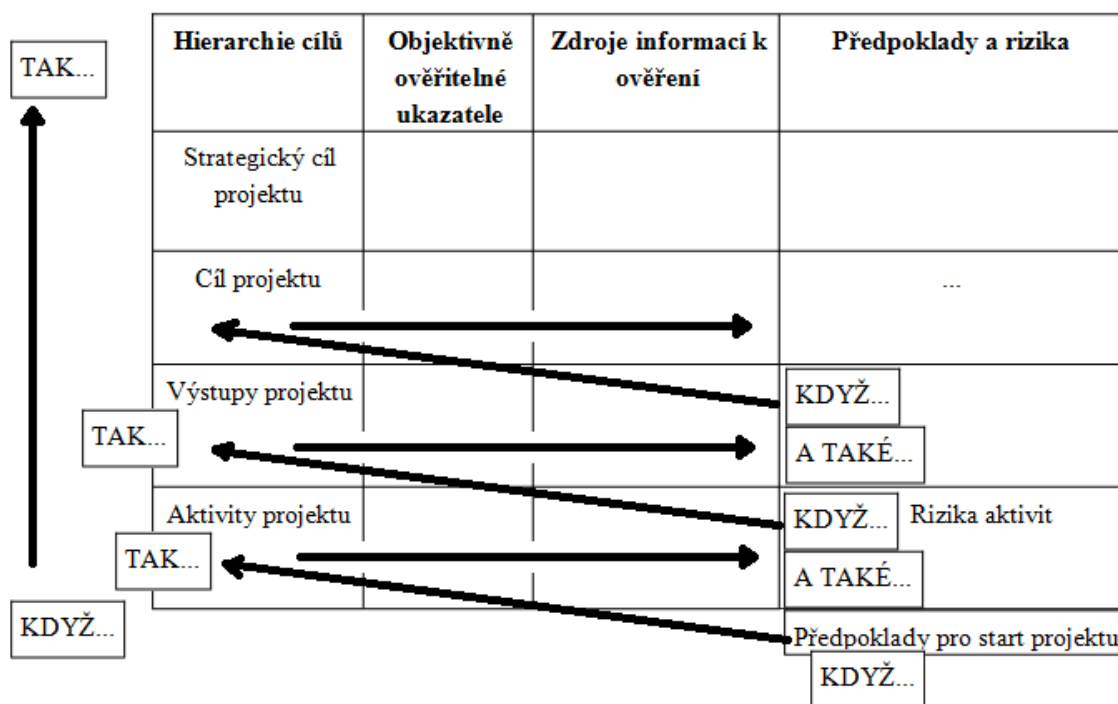 TAK...
Hierarchie cílů
Objektivně
ověřitelné
ukazatele
Zdroje informací k
ověření
Předpoklady a rizika
Strategický cíl
projektu
Cíl projektu
...
Výstupy projektu
KDYŽ...
TAK...
A TAKÉ...
Aktivity projektu
KDYŽ...
Rizika aktivit
TAK...
A TAKÉ...
KDYŽ...
Předpoklady pro start projektu
KDYŽ...